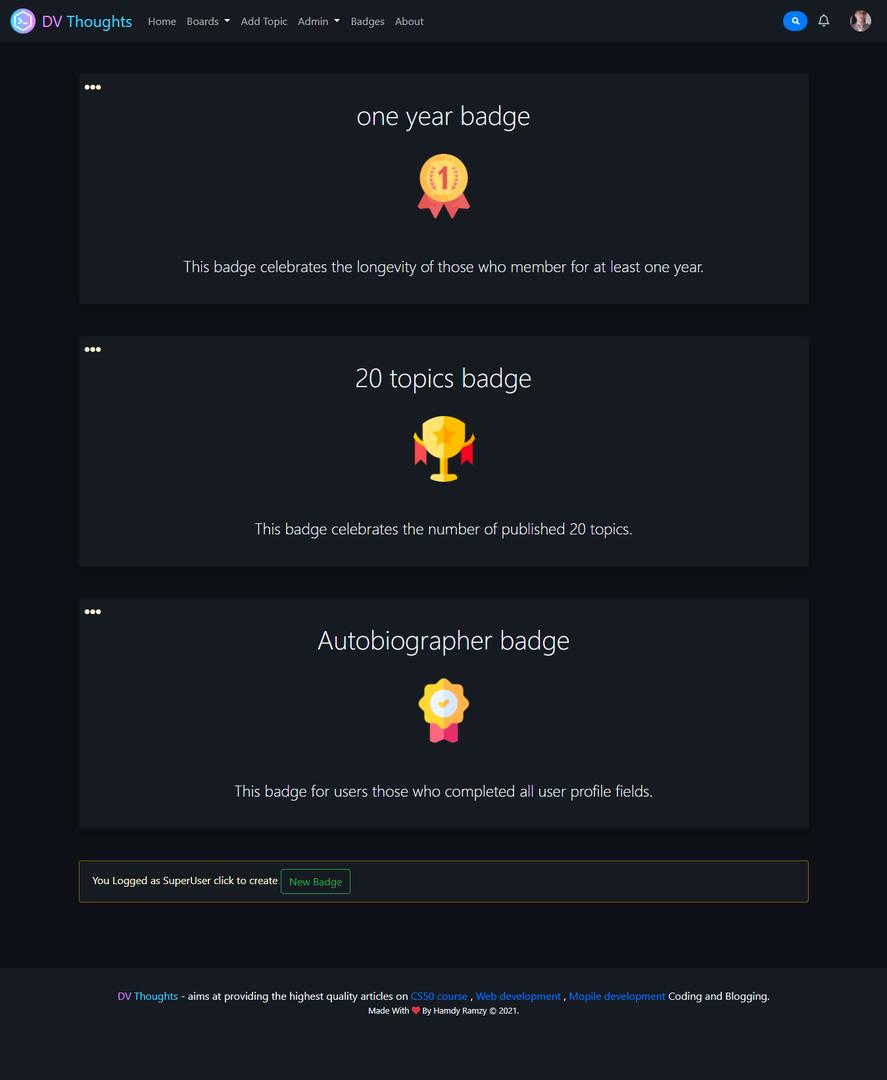 DV Thoughts Home Boards Add Topic Admin Badges About
one year badge
1
This badge celebrates the longevity of those who member for at least one year.
20 topics badge
This badge celebrates the number of published 20 topics.
Autobiographer badge
This badge for users those who completed all user profile fields.
You Logged as SuperUser click to create New Badge
DV Thoughts - aims at providing the highest quality articles on CS50 course , Web development , Mopile development Coding and Blogging.
Made With ❤ By Hamdy Ramzy © 2021.